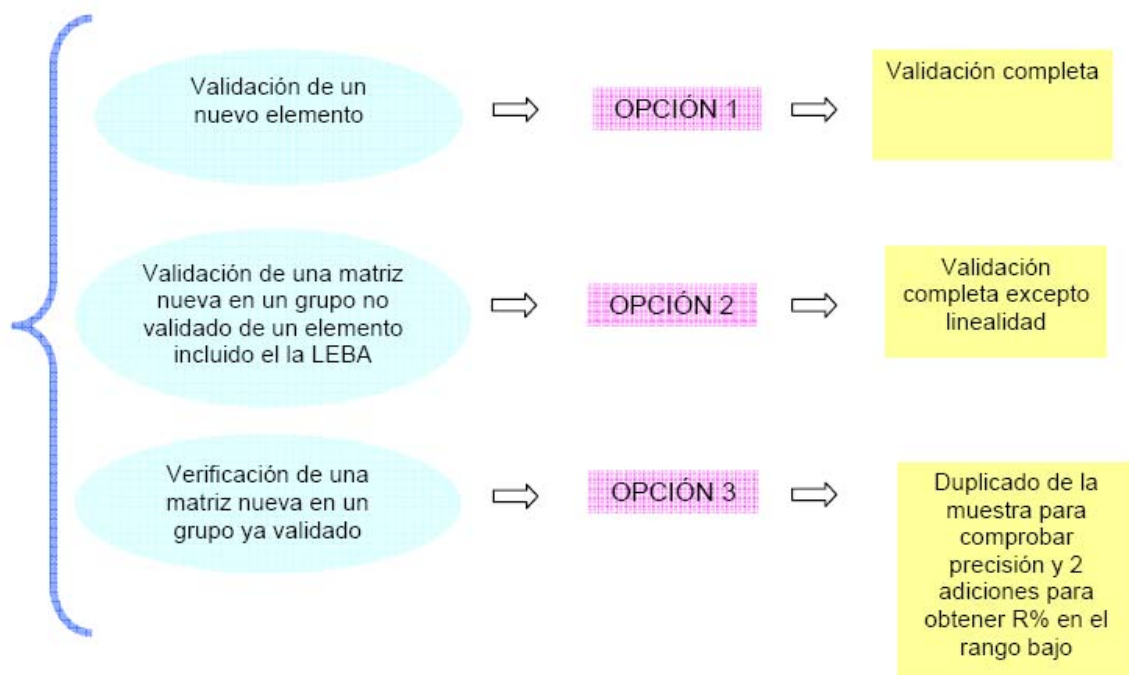 Validación de un
nuevo elemento
OPCIÓN 1
Validación completa
Validación de una matriz
nueva en un grupo no
validado de un elemento
incluido el la LEBA
OPCIÓN 2
Validación
completa excepto
linealidad
Verificación de una
matriz nueva en un
grupo ya validado
OPCIÓN 3
Duplicado de la
muestra para
comprobar
precisión y 2
adiciones para
obtener R% en el
rango bajo